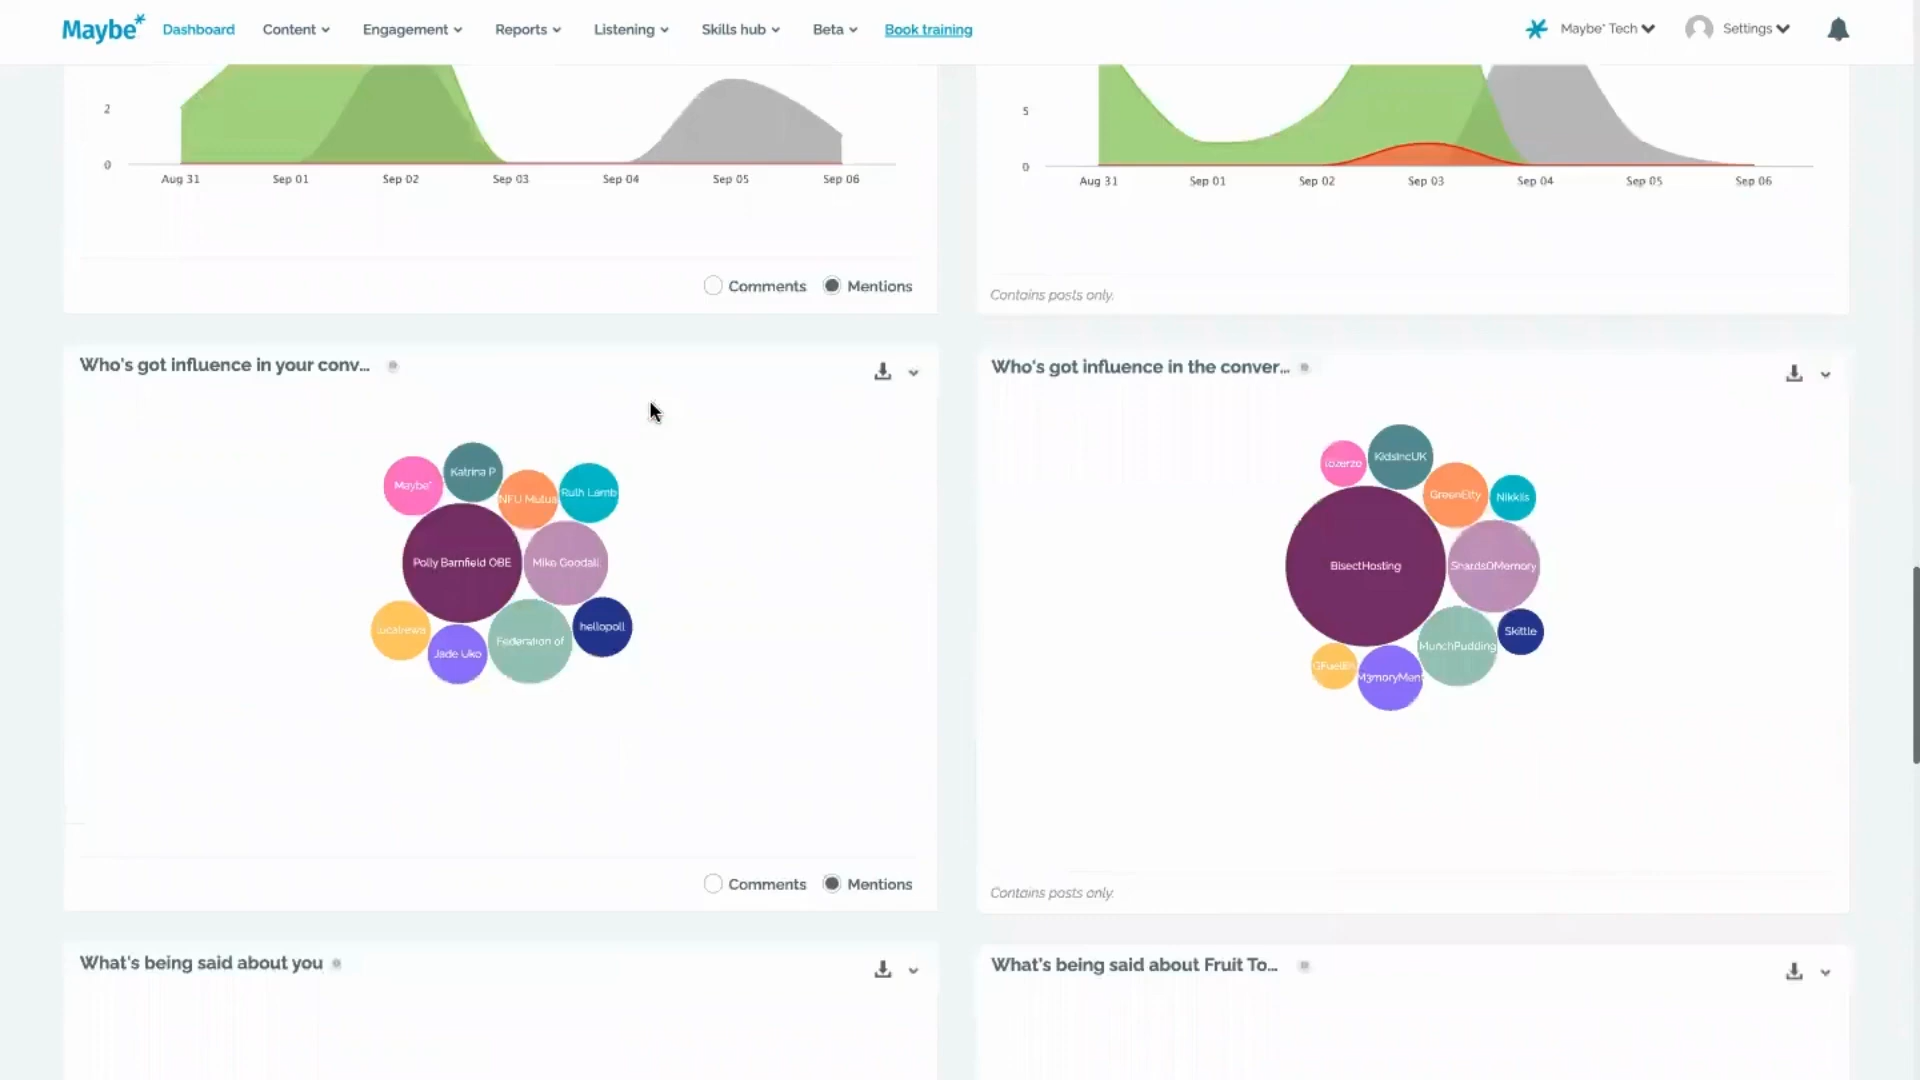 Maybe* Dashboard Content Engagement Reports Listening Skills hub Beta Book training Maybe* Tech Settings
2
0
Aug 31 Sep 01 Sep 02 Sep 03 Sep 04 Sep 05 Sep 06
Comments Mentions
5
0
Aug 31 Sep 01 Sep 02 Sep 03 Sep 04 Sep 05 Sep 06
Contains posts only.
Who's got influence in your conv...
Maybe*
Katrina P
NFU Mutua
Ruth Lamb
Polly Barnfield OBE
Mike Goodall
Jade Uko
Federation of
hellopoll
Comments Mentions
Who's got influence in the conver...
KidsIncUK
Nikkiis
BisectHosting
ShardsOMemory
MunchPudding
Skittle
M3moryMen
Contains posts only.
What's being said about you
What's being said about Fruit To...